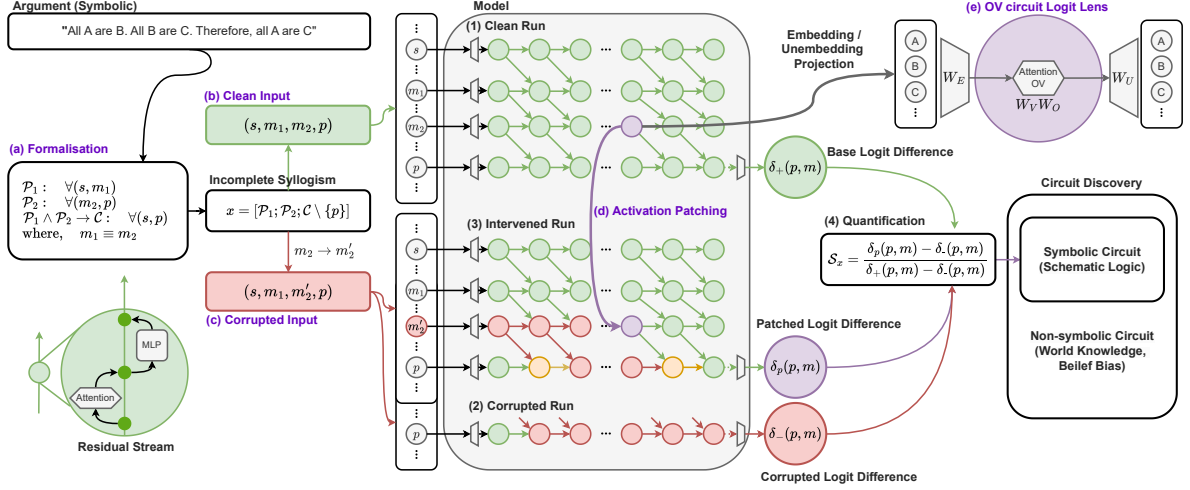 Argument (Symbolic)
"All A are B. All B are C. Therefore, all A are C"
(a) Formalisation
𝒫₁ : ∀(s, m₁)
𝒫₂ : ∀(m₂, p)
𝒫₁ ∧ 𝒫₂ → 𝒞 : ∀(s, p)
where, m₁ ≡ m₂
(b) Clean Input
(s, m₁, m₂, p)
Incomplete Syllogism
x = [𝒫₁; 𝒫₂; 𝒞 \ {p}]
m₂ → m₂′
(s, m₁, m₂′, p)
(c) Corrupted Input
MLP
Attention
Residual Stream
Model
(1) Clean Run
s
m₁
m₂
p
(3) Intervened Run
s
m₁
m₂′
p
(2) Corrupted Run
p
(d) Activation Patching
Embedding /
Unembedding
Projection
δ₊(p, m)
Base Logit Difference
Patched Logit Difference
δₚ(p, m)
δ₋(p, m)
Corrupted Logit Difference
(4) Quantification
𝒮ₓ = (δₚ(p, m) − δ₋(p, m)) / (δ₊(p, m) − δ₋(p, m))
(e) OV circuit Logit Lens
A
B
C
W_E
Attention
OV
W_V W_O
W_U
A
B
C
Circuit Discovery
Symbolic Circuit
(Schematic Logic)
Non-symbolic Circuit
(World Knowledge,
Beilef Bias)